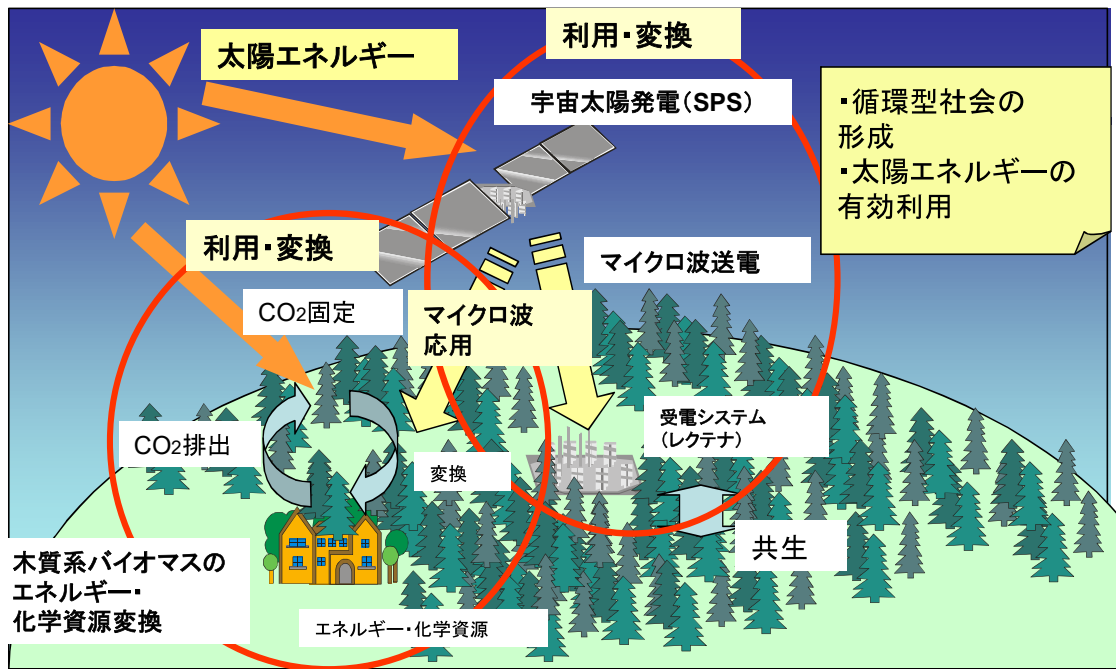 利用・変換
太陽エネルギー
宇宙太陽発電(SPS)
・循環型社会の
形成
・太陽エネルギーの
有効利用
利用・変換
マイクロ波送電
CO2固定
マイクロ波
応用
受電システム
(レクテナ)
CO2排出
変換
共生
木質系バイオマスの
エネルギー・
化学資源変換
エネルギー・化学資源